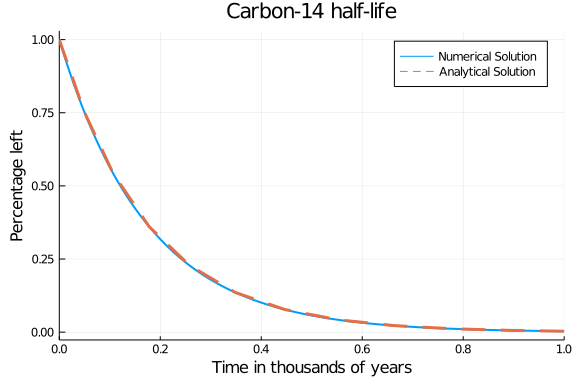 Carbon-14 half-life
Numerical Solution
Analytical Solution
Percentage left
1.00
0.75
0.50
0.25
0.00
0.0
0.2
0.4
0.6
0.8
1.0
Time in thousands of years